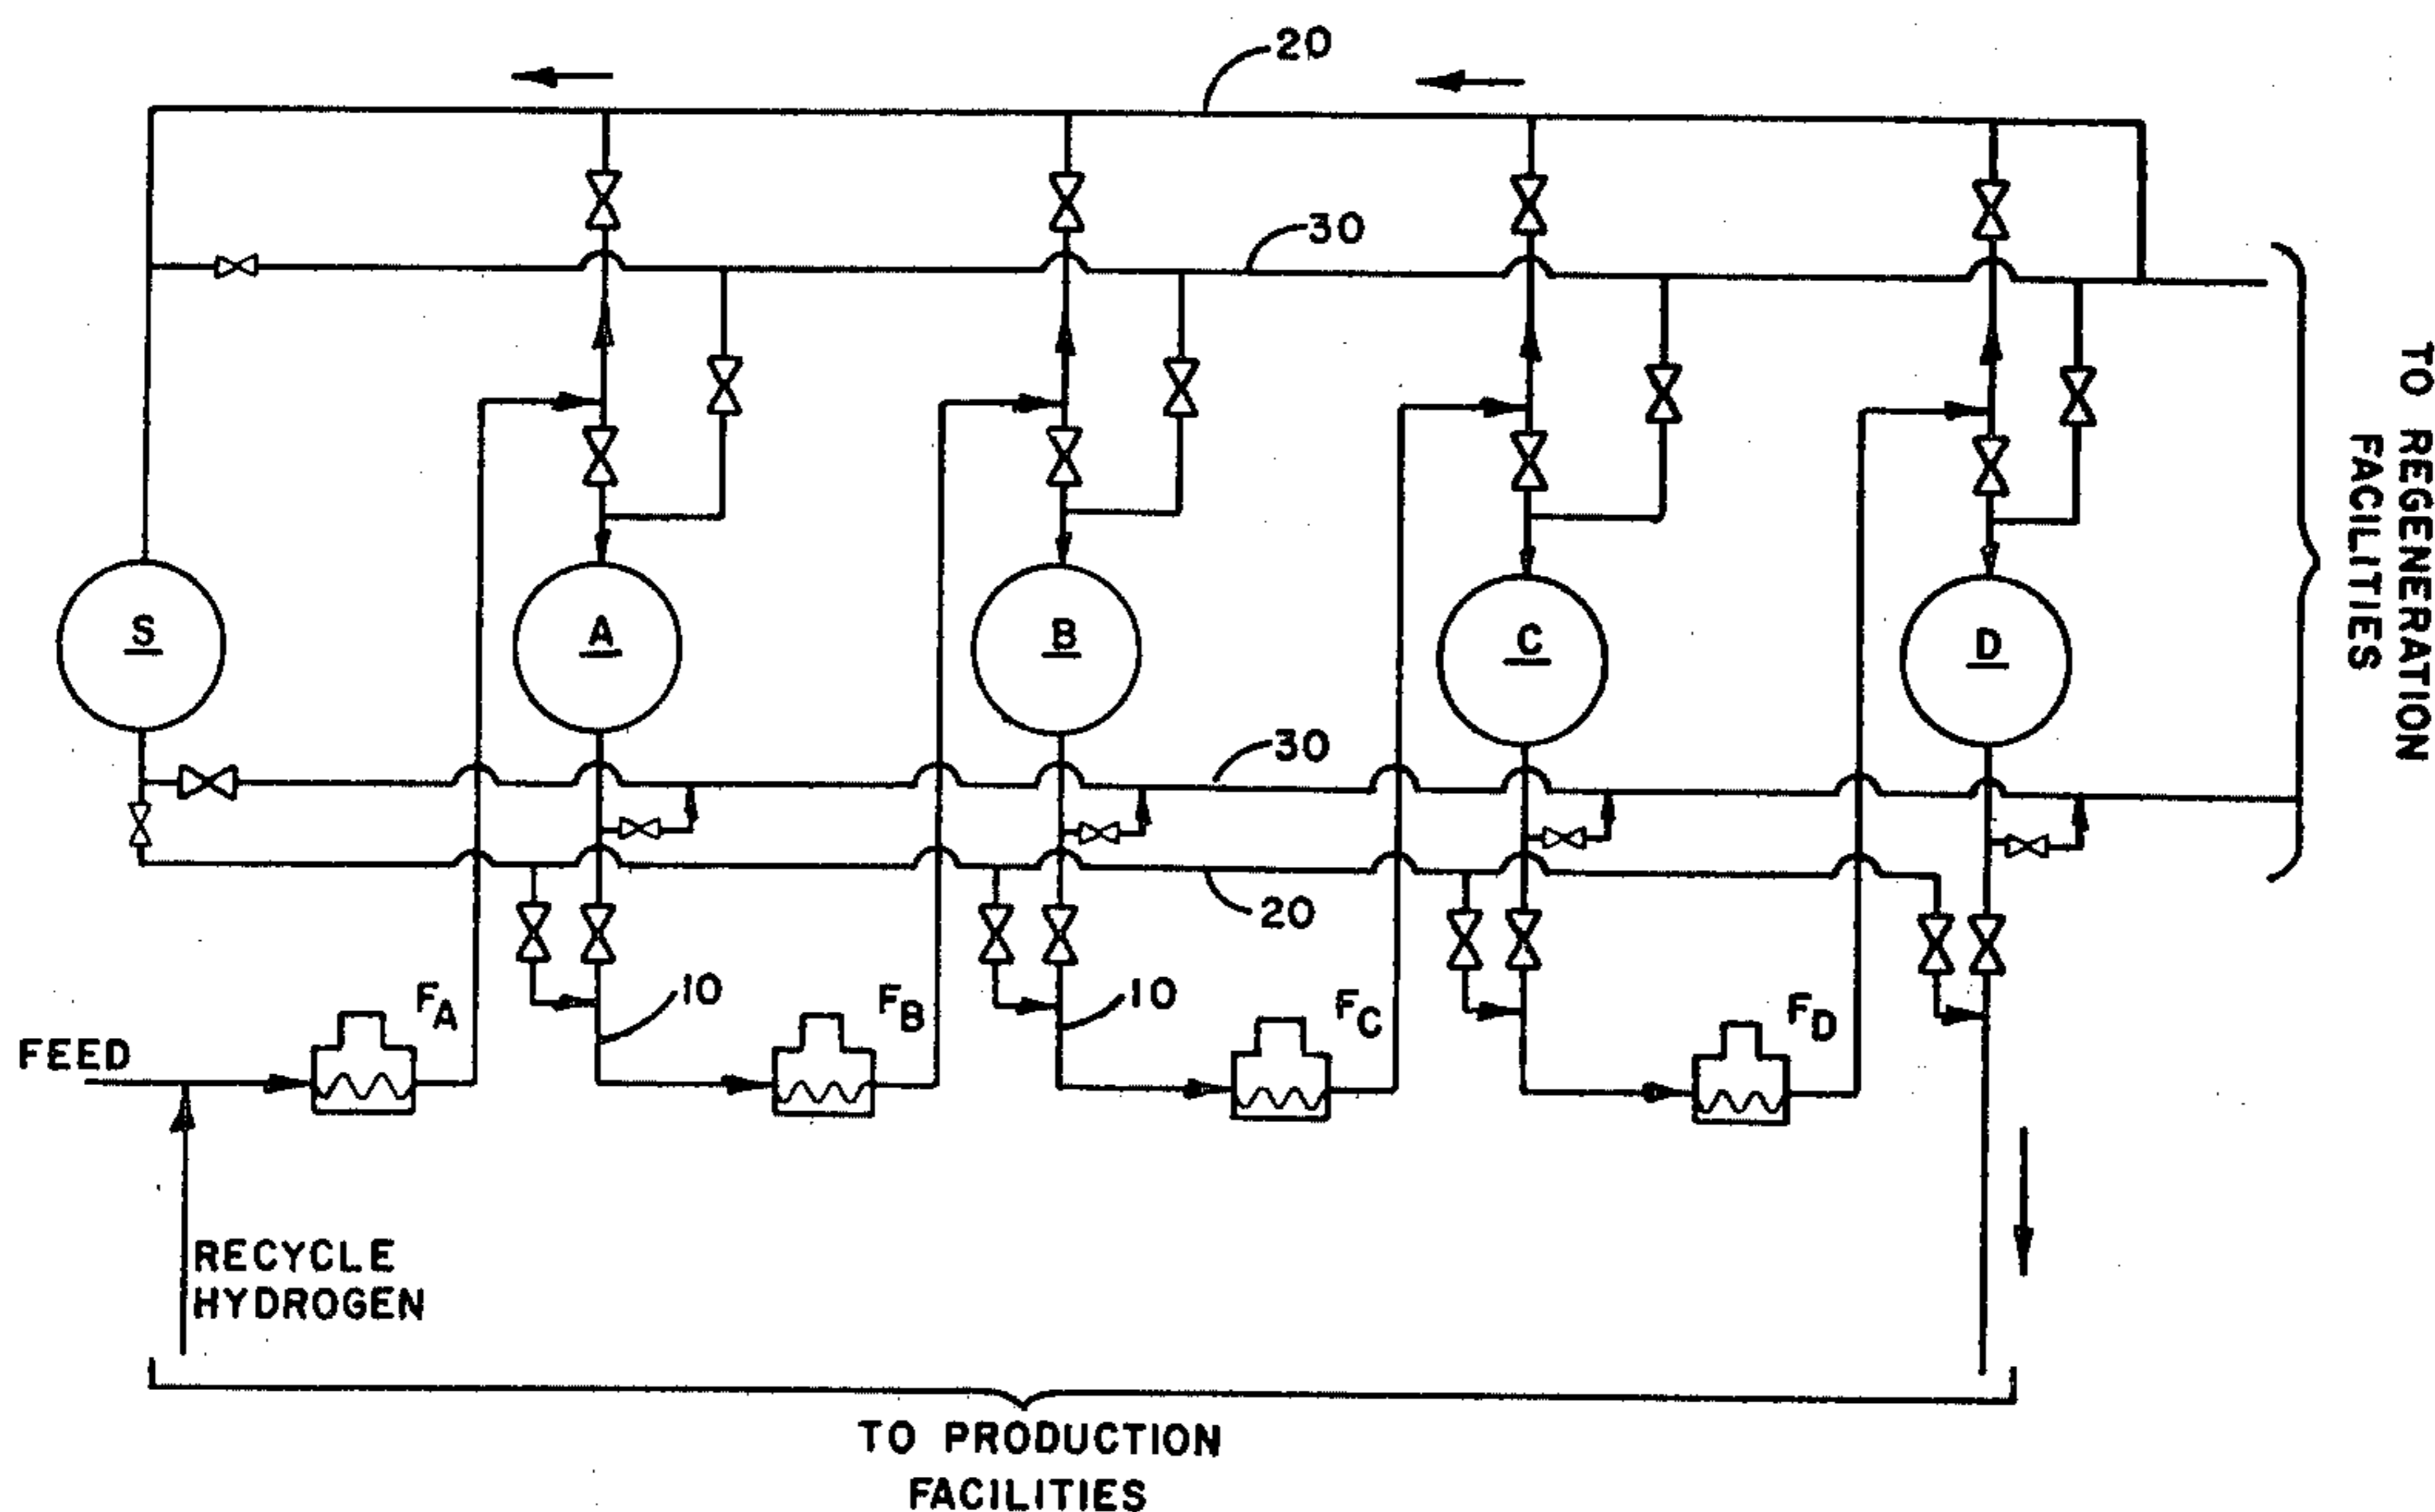 20
30
TO REGENERATION
FACILITIES
S
A
B
C
D
30
20
10
10
FA
FB
FC
FD
FEED
RECYCLE
HYDROGEN
TO PRODUCTION
FACILITIES